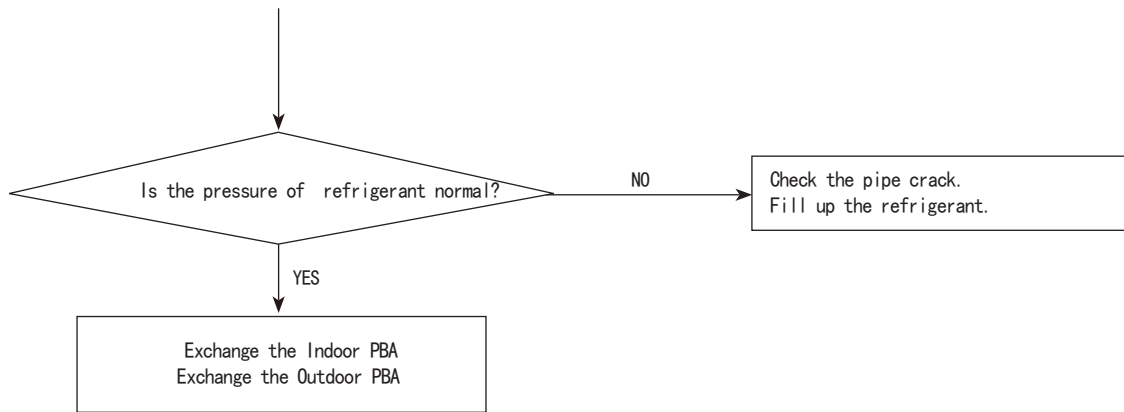 Is the pressure of refrigerant normal?
NO
Check the pipe crack.
Fill up the refrigerant.
YES
Exchange the Indoor PBA
Exchange the Outdoor PBA